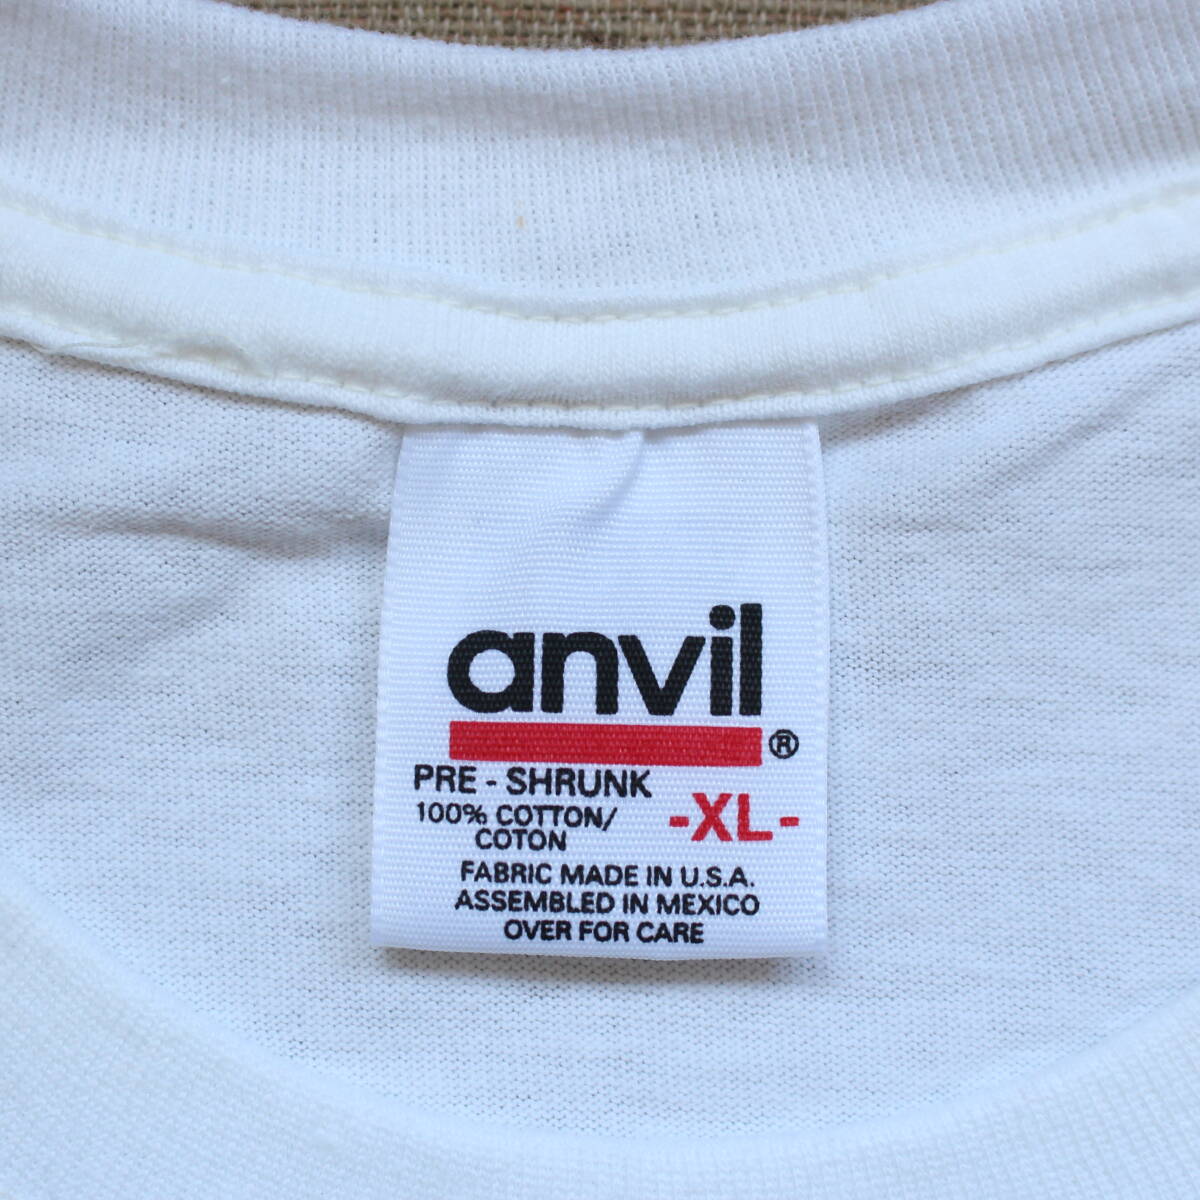 anvil
®
PRE - SHRUNK
100% COTTON/
COTON
-XL-
FABRIC MADE IN U.S.A.
ASSEMBLED IN MEXICO
OVER FOR CARE